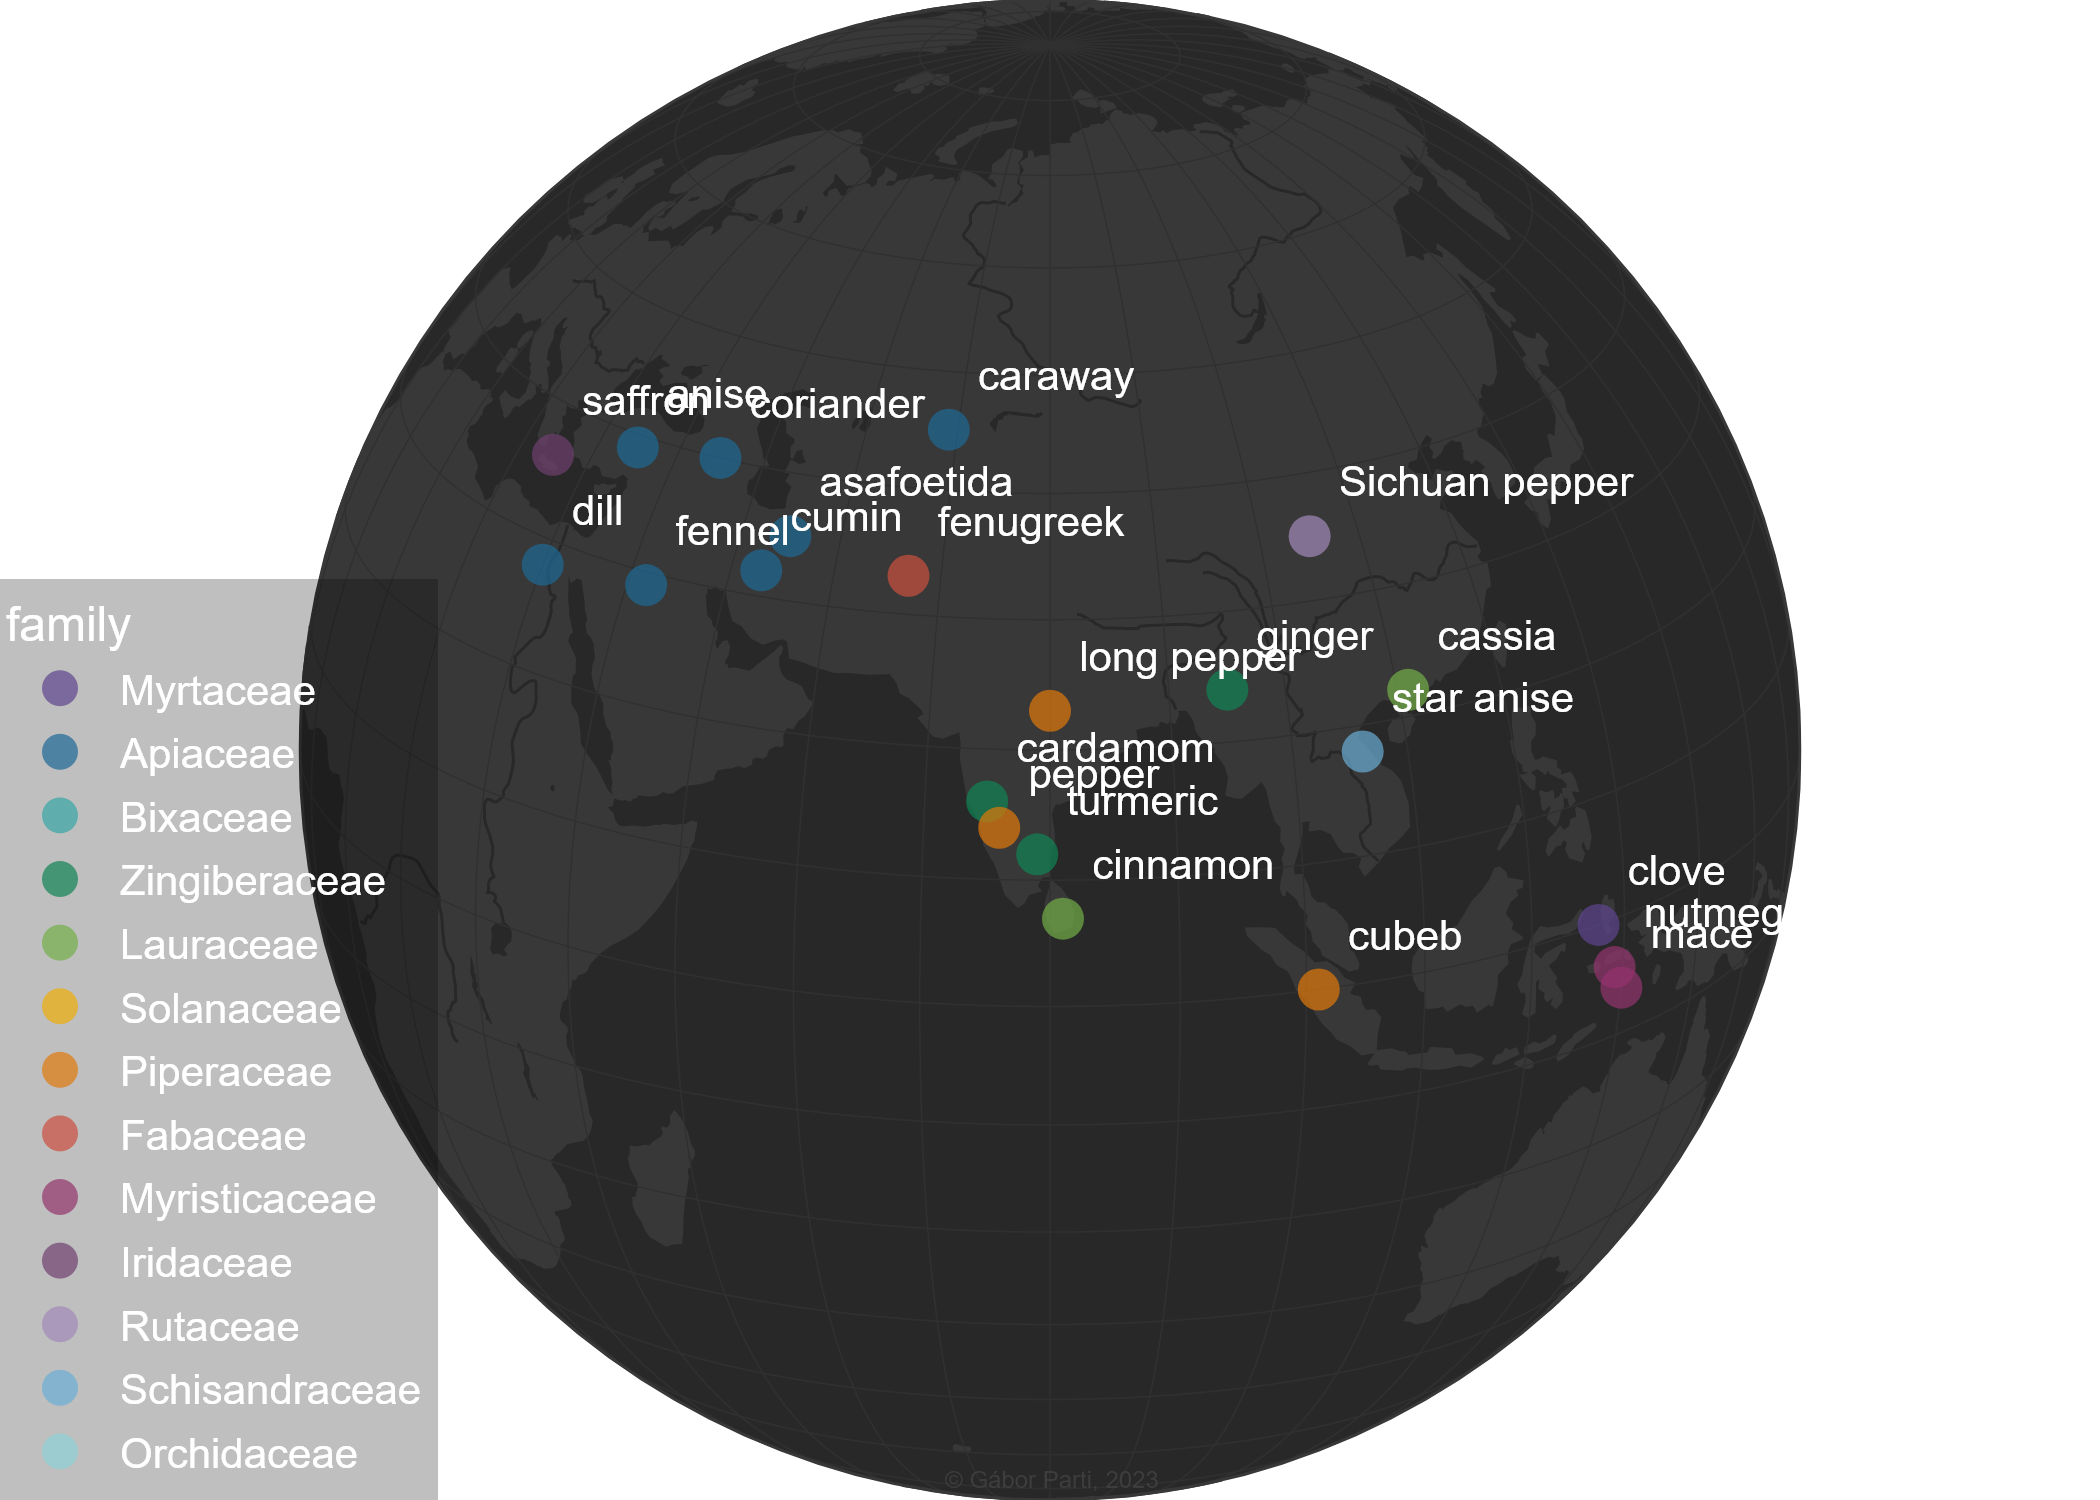 caraway
saffron
anise
coriander
asafoetida
Sichuan pepper
dill
fennel
cumin
fenugreek
family
Myrtaceae
Apiaceae
Bixaceae
Zingiberaceae
Lauraceae
Solanaceae
Piperaceae
Fabaceae
Myristicaceae
Iridaceae
Rutaceae
Schisandraceae
Orchidaceae
ginger
cassia
long pepper
star anise
cardamom
pepper
turmeric
cinnamon
clove
nutmeg
mace
cubeb
© Gábor Parti, 2023